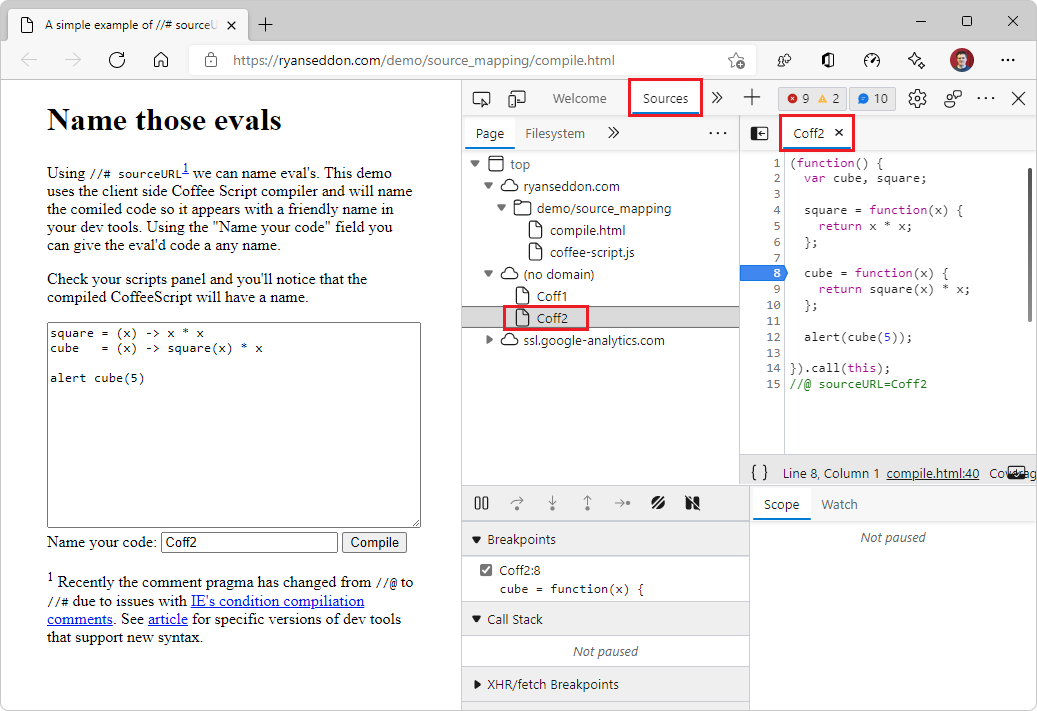 A simple example of //# sourceU
https://ryanseddon.com/demo/source_mapping/compile.html
Name those evals
Using //# sourceURL1 we can name eval's. This demo
uses the client side Coffee Script compiler and will name
the comiled code so it appears with a friendly name in
your dev tools. Using the "Name your code" field you
can give the eval'd code a any name.
Check your scripts panel and you'll notice that the
compiled CoffeeScript will have a name.
square = (x) -> x * x
cube   = (x) -> square(x) * x
alert cube(5)
Name your code: Coff2 Compile
1 Recently the comment pragma has changed from //@ to
//# due to issues with IE's condition compiliation
comments. See article for specific versions of dev tools
that support new syntax.
Welcome Sources 9 2 10
Page Filesystem
top
ryanseddon.com
demo/source_mapping
compile.html
coffee-script.js
(no domain)
Coff1
Coff2
ssl.google-analytics.com
Coff2
1 (function() {
2   var cube, square;
3
4   square = function(x) {
5     return x * x;
6   };
7
8   cube = function(x) {
9     return square(x) * x;
10   };
11
12   alert(cube(5));
13
14 }).call(this);
15 //@ sourceURL=Coff2
{ } Line 8, Column 1 compile.html:40
Breakpoints
Coff2:8
cube = function(x) {
Call Stack
Not paused
XHR/fetch Breakpoints
Scope Watch
Not paused